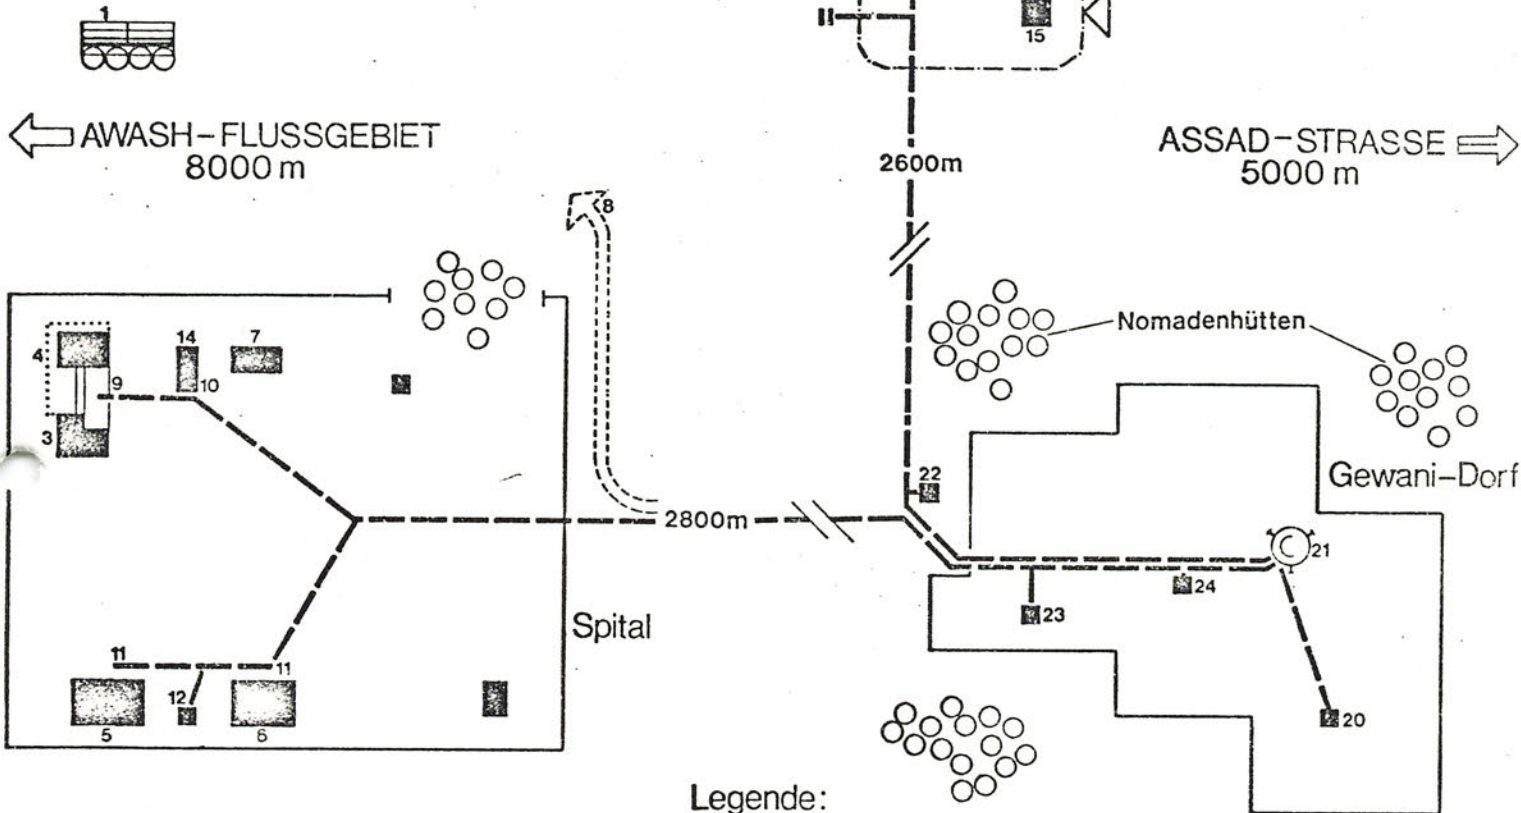 1
15
AWASH-FLUSSGEBIET
8000 m
2600m
ASSAD-STRASSE
5000 m
8
Nomadenhütten
4
14
7
9
10
3
22
Gewani-Dorf
2800m
21
24
23
Spital
11
11
12
5
6
20
Legende: